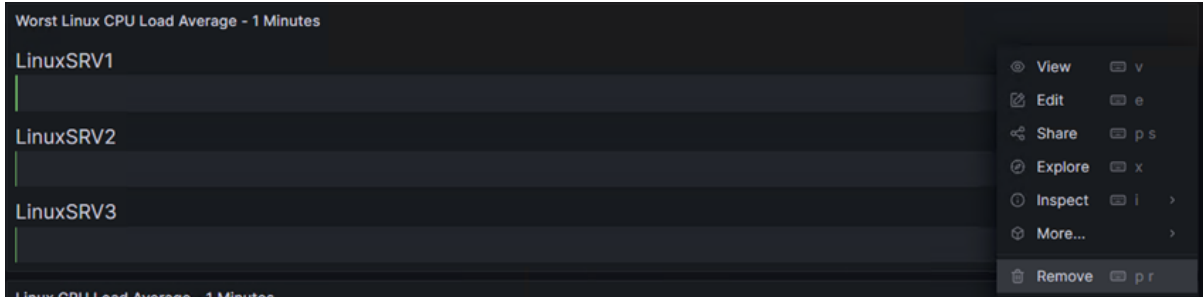 Worst Linux CPU Load Average - 1 Minutes
LinuxSRV1
LinuxSRV2
LinuxSRV3
View v
Edit e
Share p s
Explore x
Inspect i >
More... >
Remove p r
Linux CPU Load Average - 1 Minutes